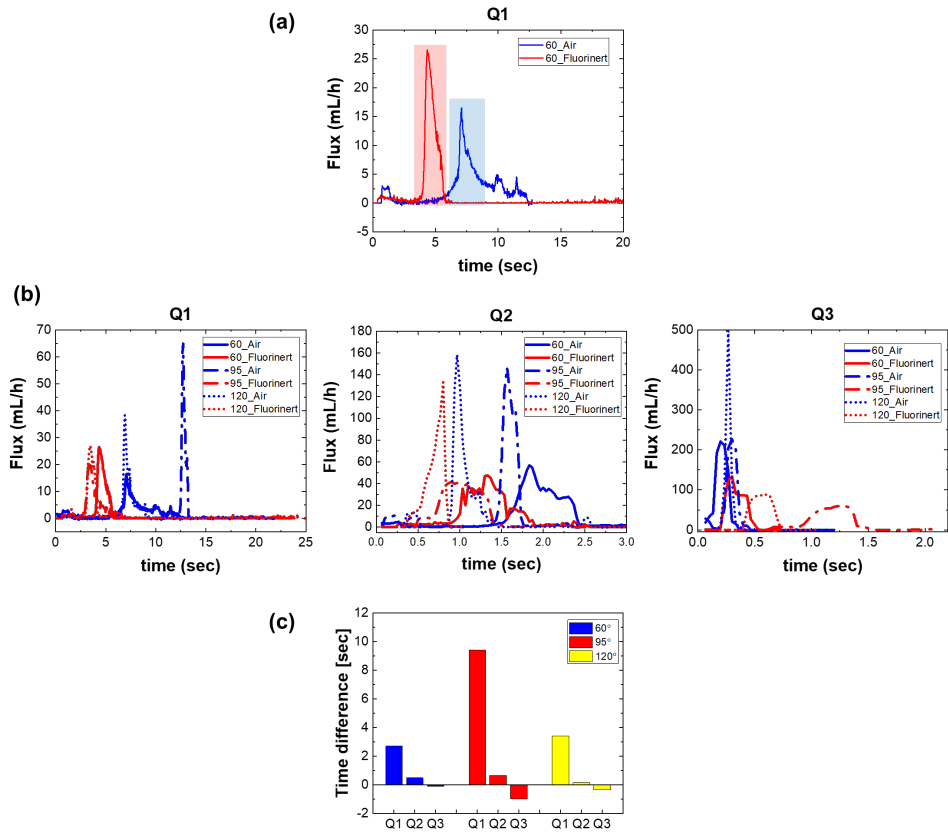 (a)
Q1
Flux (mL/h)
30
25
20
15
10
5
0
-5
60_Air
60_Fluorinert
0 5 10 15 20
time (sec)
(b)
Q1
Flux (mL/h)
70
60
50
40
30
20
10
0
60_Air
60_Fluorinert
95_Air
95_Fluorinert
120_Air
120_Fluorinert
0 5 10 15 20 25
time (sec)
Q2
Flux (mL/h)
180
160
140
120
100
80
60
40
20
0
60_Air
60_Fluorinert
95_Air
95_Fluorinert
120_Air
120_Fluorinert
0.0 0.5 1.0 1.5 2.0 2.5 3.0
time (sec)
Q3
Flux (mL/h)
500
400
300
200
100
0
60_Air
60_Fluorinert
95_Air
95_Fluorinert
120_Air
120_Fluorinert
0.0 0.5 1.0 1.5 2.0
time (sec)
(c)
Time difference [sec]
12
10
8
6
4
2
0
-2
60°
95°
120°
Q1 Q2 Q3 Q1 Q2 Q3 Q1 Q2 Q3